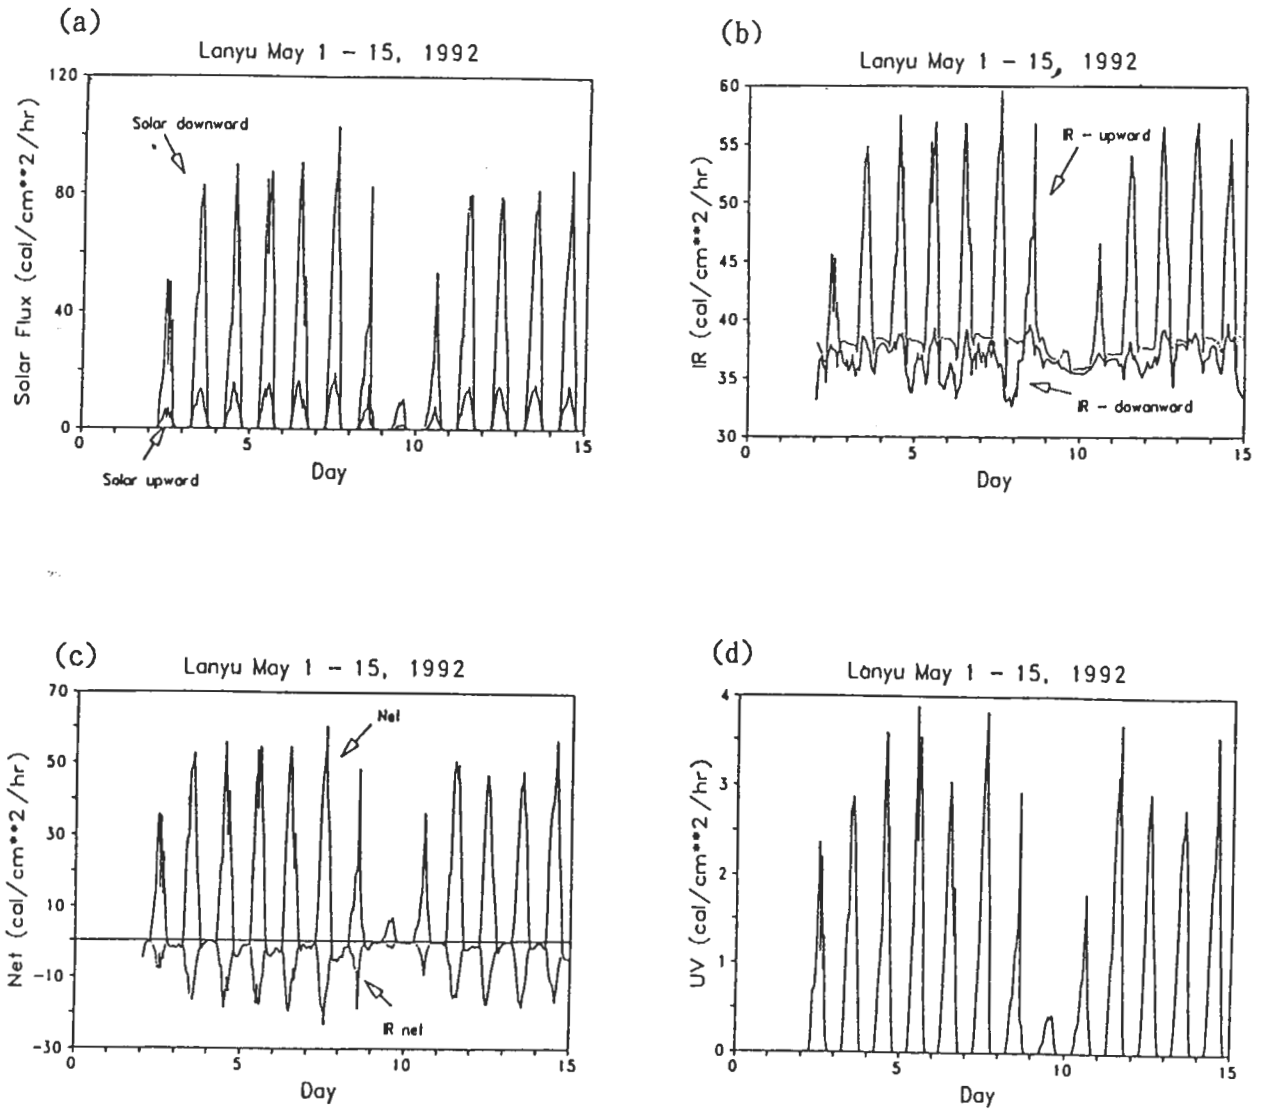 (a)
Lanyu May 1 – 15, 1992
Solar Flux (cal/cm**2/hr)
120
80
40
0
Solar downward
Solar upward
0 5 10 15
Day
(b)
Lanyu May 1 – 15, 1992
IR (cal/cm**2/hr)
60
55
50
45
40
35
30
IR – upward
IR – dowanward
0 5 10 15
Day
(c)
Lanyu May 1 – 15, 1992
Net (cal/cm**2/hr)
70
50
30
10
-10
-30
Net
IR net
0 5 10 15
Day
(d)
Lanyu May 1 – 15, 1992
UV (cal/cm**2/hr)
4
3
2
1
0
0 5 10 15
Day